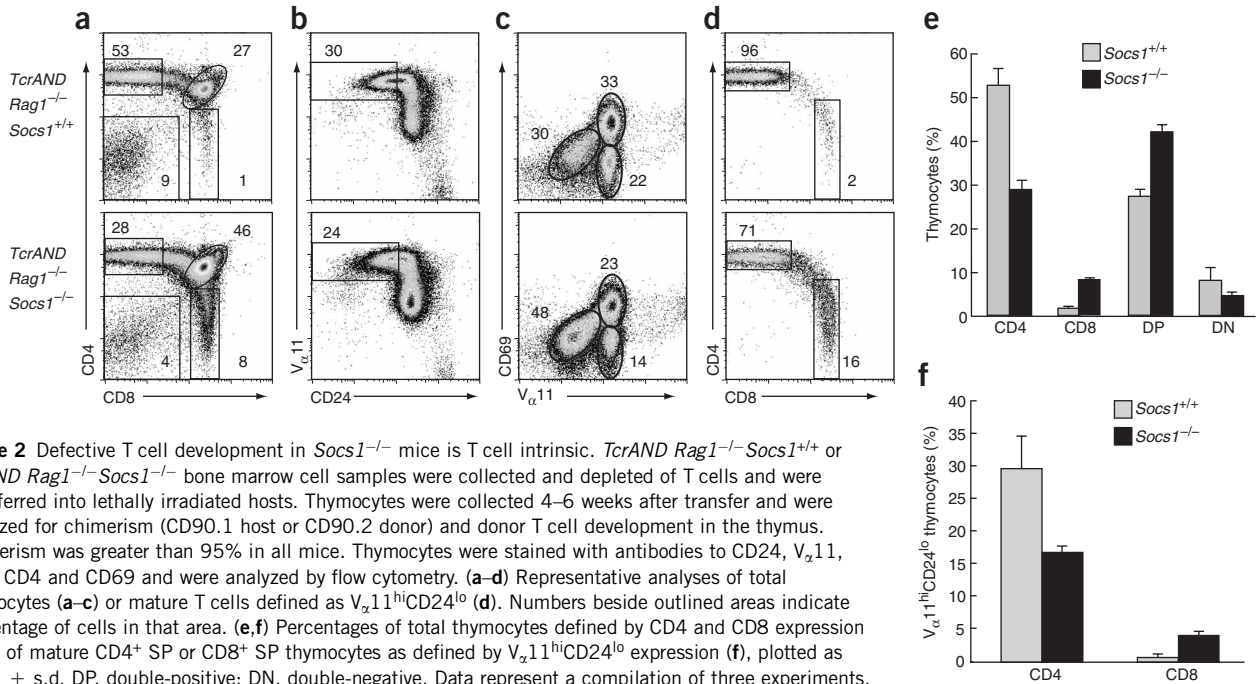 a
b
c
d
e
TcrAND
Rag1−/−
Socs1+/+
53
27
9
1
30
33
30
22
96
2
TcrAND
Rag1−/−
Socs1−/−
28
46
4
8
24
23
48
14
71
16
CD4
CD8
Vα11
CD24
CD69
Vα11
CD4
CD8
Thymocytes (%)
60
50
40
30
20
10
0
Socs1+/+
Socs1−/−
CD4 CD8 DP DN
f
Vα11hiCD24lo thymocytes (%)
40
35
30
25
20
15
10
5
0
Socs1+/+
Socs1−/−
CD4 CD8
2 Defective T cell development in Socs1−/− mice is T cell intrinsic. TcrAND Rag1−/−Socs1+/+ or
Rag1−/−Socs1−/− bone marrow cell samples were collected and depleted of T cells and were
into lethally irradiated hosts. Thymocytes were collected 4–6 weeks after transfer and were
for chimerism (CD90.1 host or CD90.2 donor) and donor T cell development in the thymus.
was greater than 95% in all mice. Thymocytes were stained with antibodies to CD24, Vα11,
CD4 and CD69 and were analyzed by flow cytometry. (a–d) Representative analyses of total
(a–c) or mature T cells defined as Vα11hiCD24lo (d). Numbers beside outlined areas indicate
of cells in that area. (e,f) Percentages of total thymocytes defined by CD4 and CD8 expression
of mature CD4+ SP or CD8+ SP thymocytes as defined by Vα11hiCD24lo expression (f), plotted as
+ s.d. DP, double-positive; DN, double-negative. Data represent a compilation of three experiments.